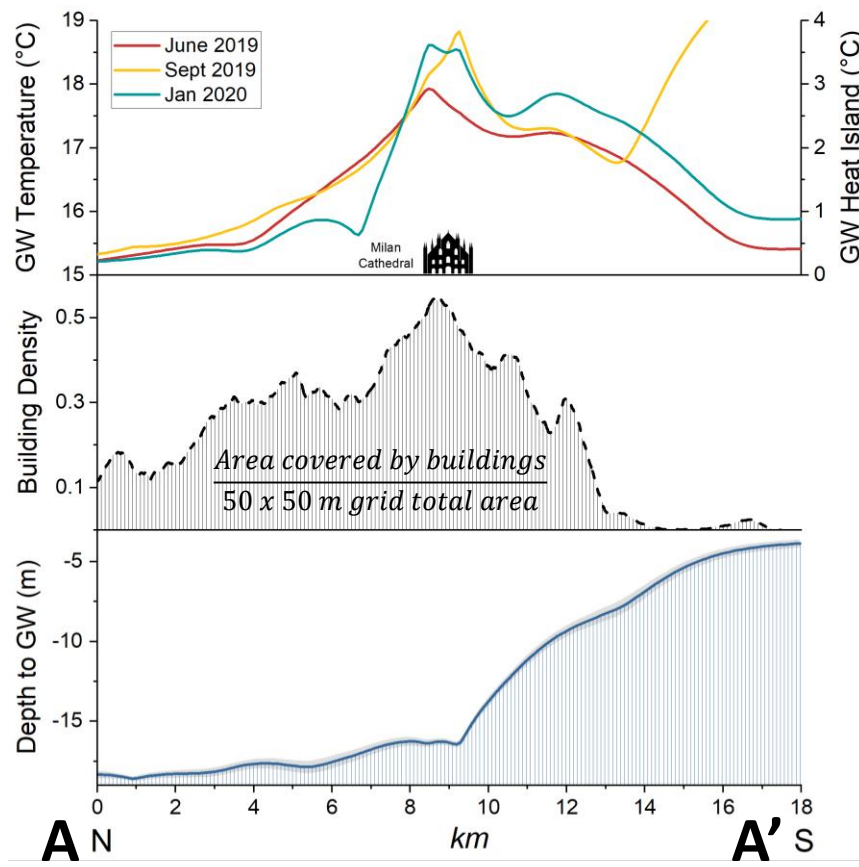 19
18
17
16
15
GW Temperature (°C)
June 2019
Sept 2019
Jan 2020
Milan
Cathedral
4
3
2
1
0
GW Heat Island (°C)
0.5
0.3
0.1
Building Density
Area covered by buildings
50 x 50 m grid total area
-5
-10
-15
Depth to GW (m)
0 2 4 6 8 10 12 14 16 18
A N km A' S